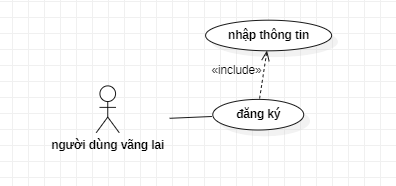 nhập thông tin
«include»
đăng ký
người dùng vãng lai